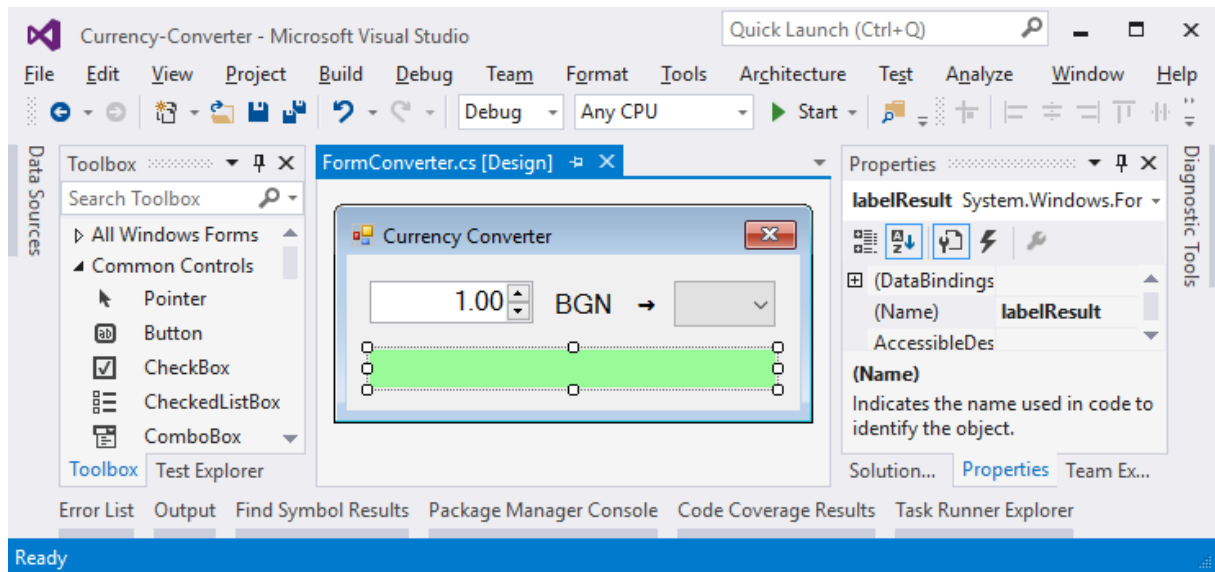 Currency-Converter - Microsoft Visual Studio
Quick Launch (Ctrl+Q)
File Edit View Project Build Debug Team Format Tools Architecture Test Analyze Window Help
Debug Any CPU Start
Data Sources
Toolbox
Search Toolbox
All Windows Forms
Common Controls
Pointer
Button
CheckBox
CheckedListBox
ComboBox
Toolbox Test Explorer
FormConverter.cs [Design]
Currency Converter
1.00 BGN →
Properties
labelResult System.Windows.For
(DataBindings
(Name) labelResult
AccessibleDes
(Name)
Indicates the name used in code to
identify the object.
Solution... Properties Team Ex...
Diagnostic Tools
Error List Output Find Symbol Results Package Manager Console Code Coverage Results Task Runner Explorer
Ready